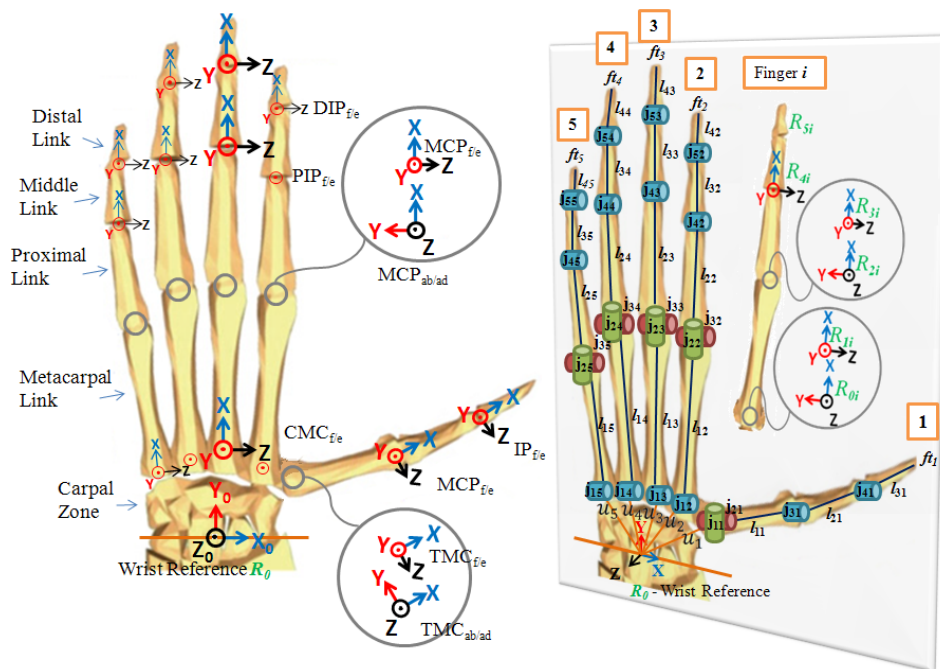 X
Y
Z
X
Y
Z
X
Y
Z
X
Y
Z
DIPf/e
X
Y
Z
X
Y
Z
PIPf/e
X
Y
Z
X
Y
Z
Distal
Link
Middle
Link
Proximal
Link
Metacarpal
Link
Carpal
Zone
X
MCPf/e
Y
Z
X
Y
Z
MCPab/ad
X
Y
Z
CMCf/e
Y
Z
X
Y
Z
MCPf/e
X
Y
Z
IPf/e
Y0
Z0
X0
Wrist Reference R0
X
Y
TMCf/e
Z
Y
X
Z
TMCab/ad
3
4
2
5
1
ft3
ft4
ft2
ft5
ft1
l43
l44
l42
l45
j53
j54
j52
j55
l33
l34
l32
l35
j43
j44
j42
j45
l23
l24
l22
l25
j34
j33
j32
j35
j24
j23
j22
j25
l15
l14
l13
l12
j15
j14
j13
j12
j21
j11
l11
j31
l21
j41
l31
u5
u4
u3
u2
u1
Y
Z
X
R0 - Wrist Reference
Finger i
R5i
X
R4i
Y
Z
X
R3i
Y
Z
X
R2i
Y
Z
X
R1i
Y
Z
X
R0i
Y
Z